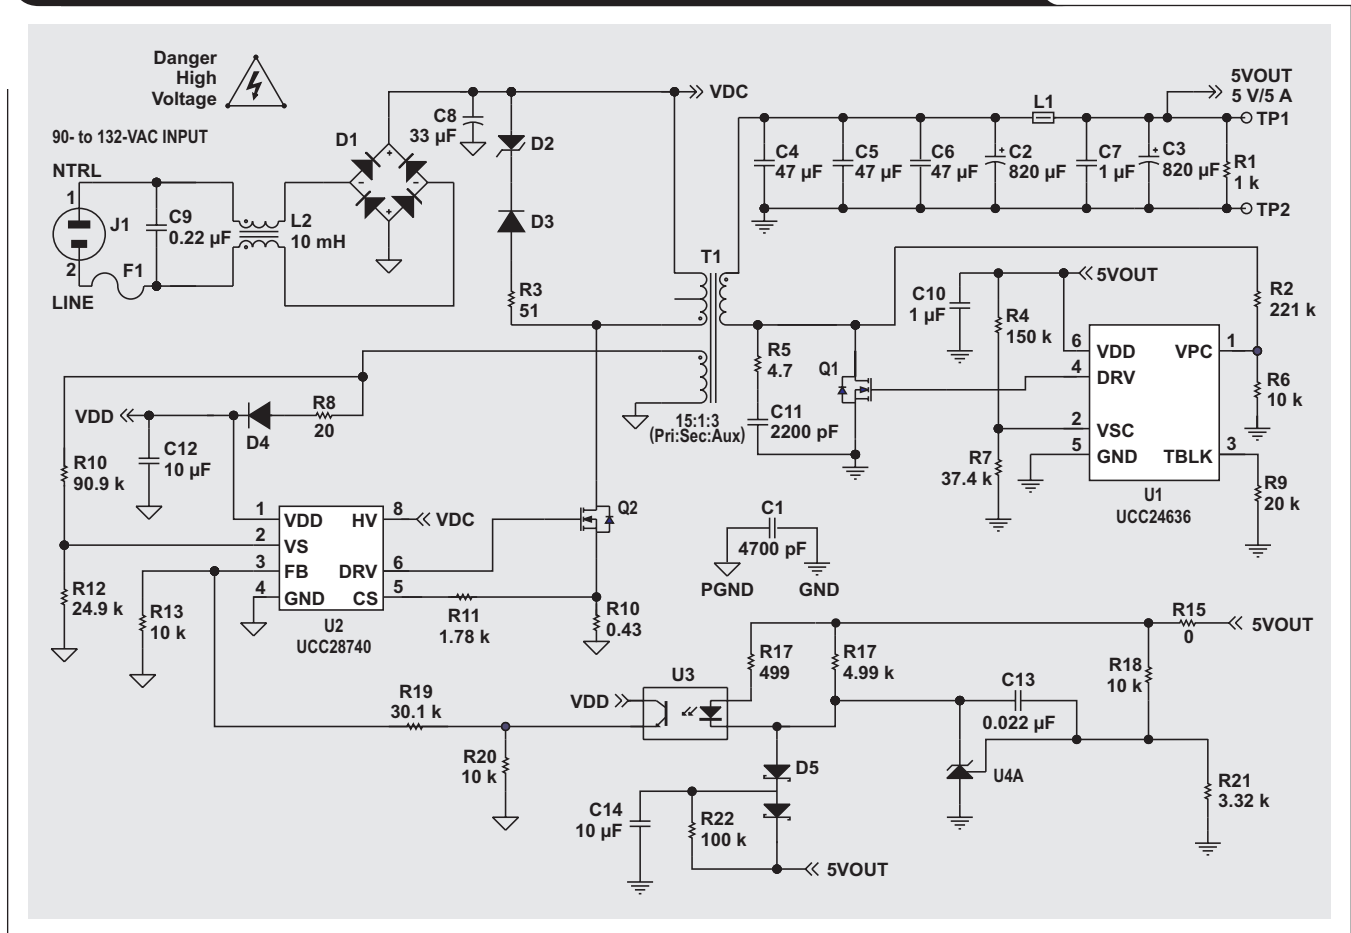 Danger
High
Voltage
90- to 132-VAC INPUT
NTRL
1
J1
2
LINE
F1
C9
0.22 µF
L2
10 mH
D1
C8
33 µF
D2
D3
R3
51
VDC
T1
15:1:3
(Pri:Sec:Aux)
C4
47 µF
C5
47 µF
C6
47 µF
C2
820 µF
L1
C7
1 µF
C3
820 µF
R1
1 k
5VOUT
5 V/5 A
TP1
TP2
R5
4.7
C11
2200 pF
Q1
C10
1 µF
R4
150 k
5VOUT
R2
221 k
R6
10 k
R7
37.4 k
R9
20 k
6
VDD
VPC
1
4
DRV
2
VSC
5
GND
TBLK
3
U1
UCC24636
VDD
R8
20
D4
C12
10 µF
R10
90.9 k
R12
24.9 k
R13
10 k
1
VDD
HV
8
VDC
2
VS
3
FB
DRV
6
4
GND
CS
5
U2
UCC28740
R11
1.78 k
Q2
R10
0.43
C1
4700 pF
PGND
GND
R15
0
5VOUT
R17
499
R17
4.99 k
R18
10 k
U3
VDD
C13
0.022 µF
R19
30.1 k
R20
10 k
D5
U4A
R21
3.32 k
C14
10 µF
R22
100 k
5VOUT